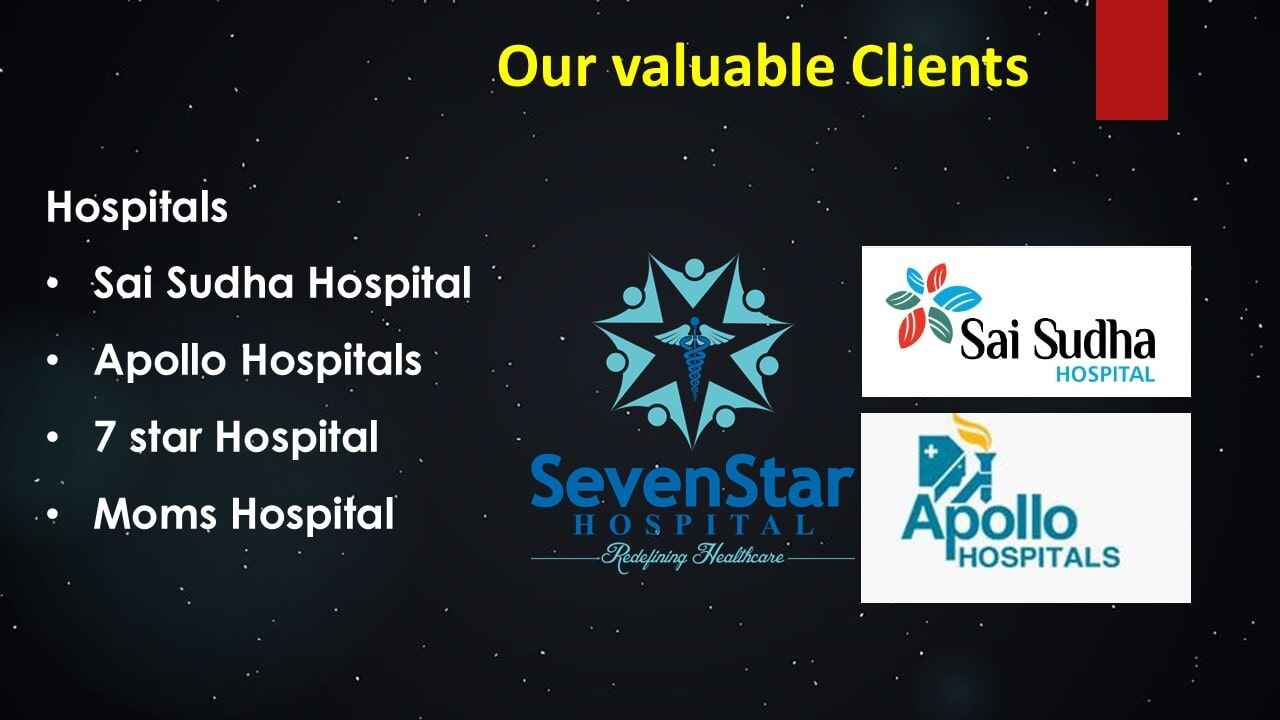 Our valuable Clients
Hospitals
• Sai Sudha Hospital
• Apollo Hospitals
• 7 star Hospital
• Moms Hospital
SevenStar
HOSPITAL
Redefining Healthcare
Sai Sudha
HOSPITAL
Apollo
HOSPITALS